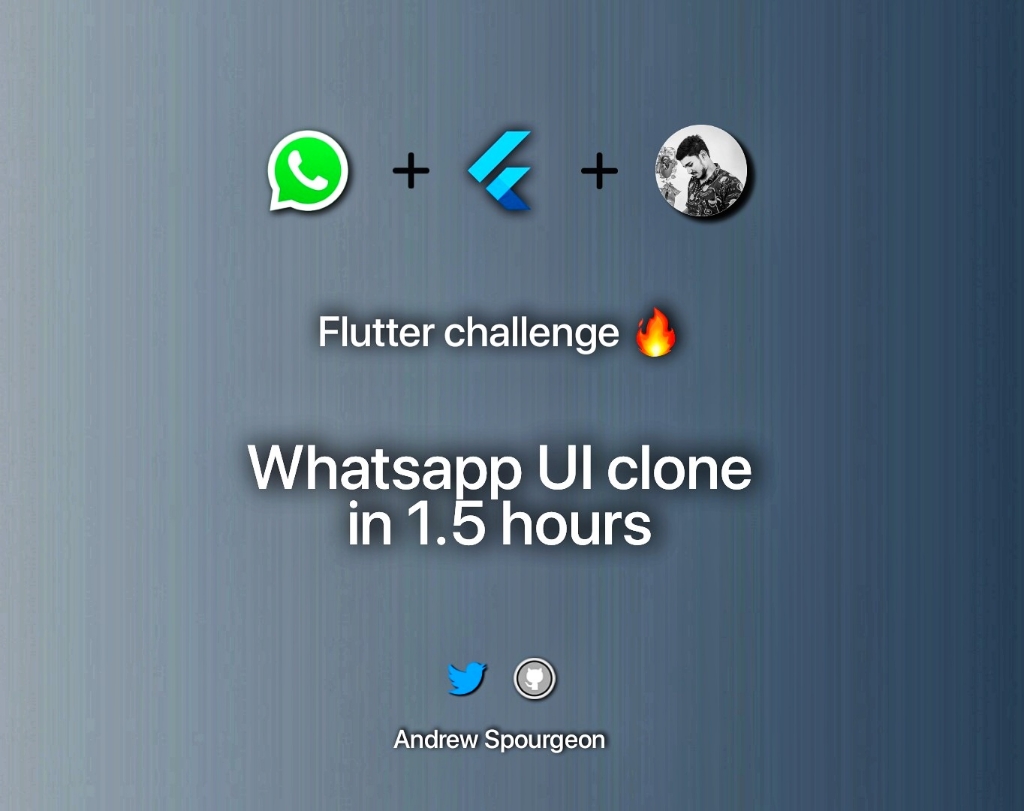 + +
Flutter challenge 🔥
Whatsapp UI clone
in 1.5 hours
Andrew Spourgeon